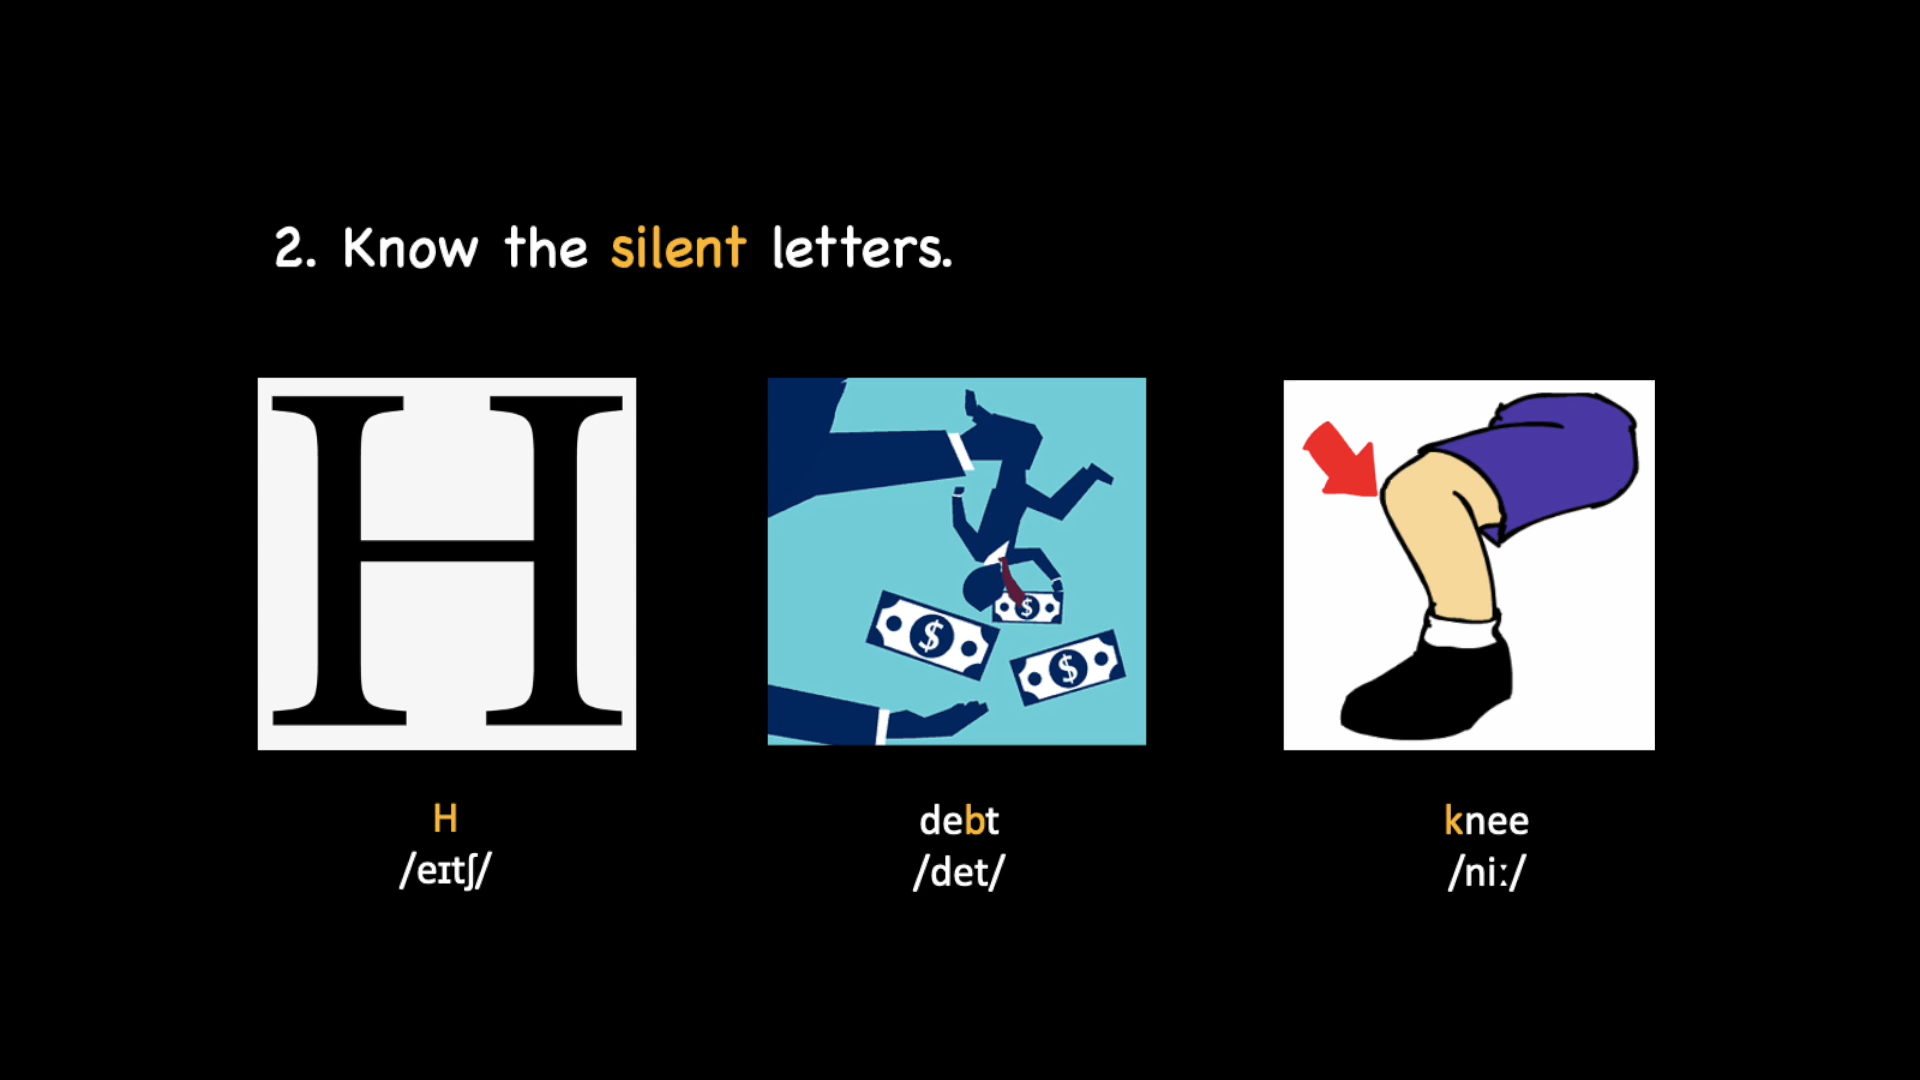 2. Know the silent letters.
H
H
/eɪtʃ/
$
$
$
debt
/det/
knee
/niː/